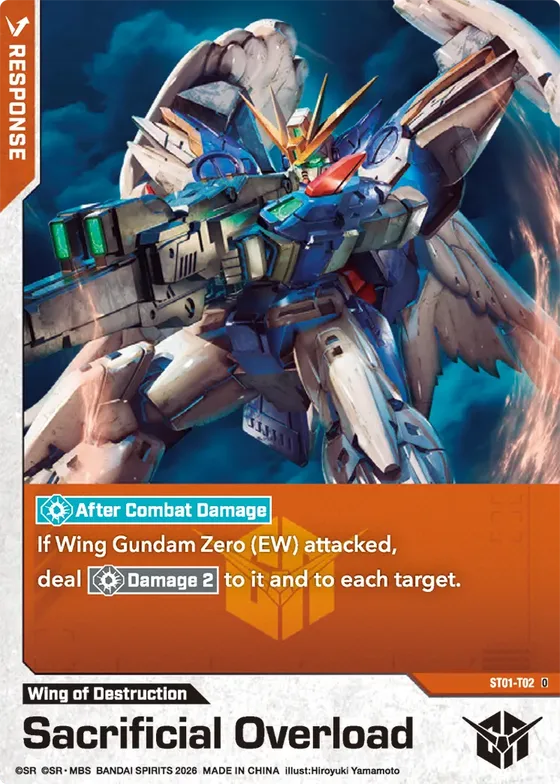 RESPONSE
After Combat Damage
If Wing Gundam Zero (EW) attacked,
deal Damage 2 to it and to each target.
ST01-T02 0
Wing of Destruction
Sacrificial Overload
©SR ©SR・MBS BANDAI SPIRITS 2026 MADE IN CHINA illust:Hiroyuki Yamamoto